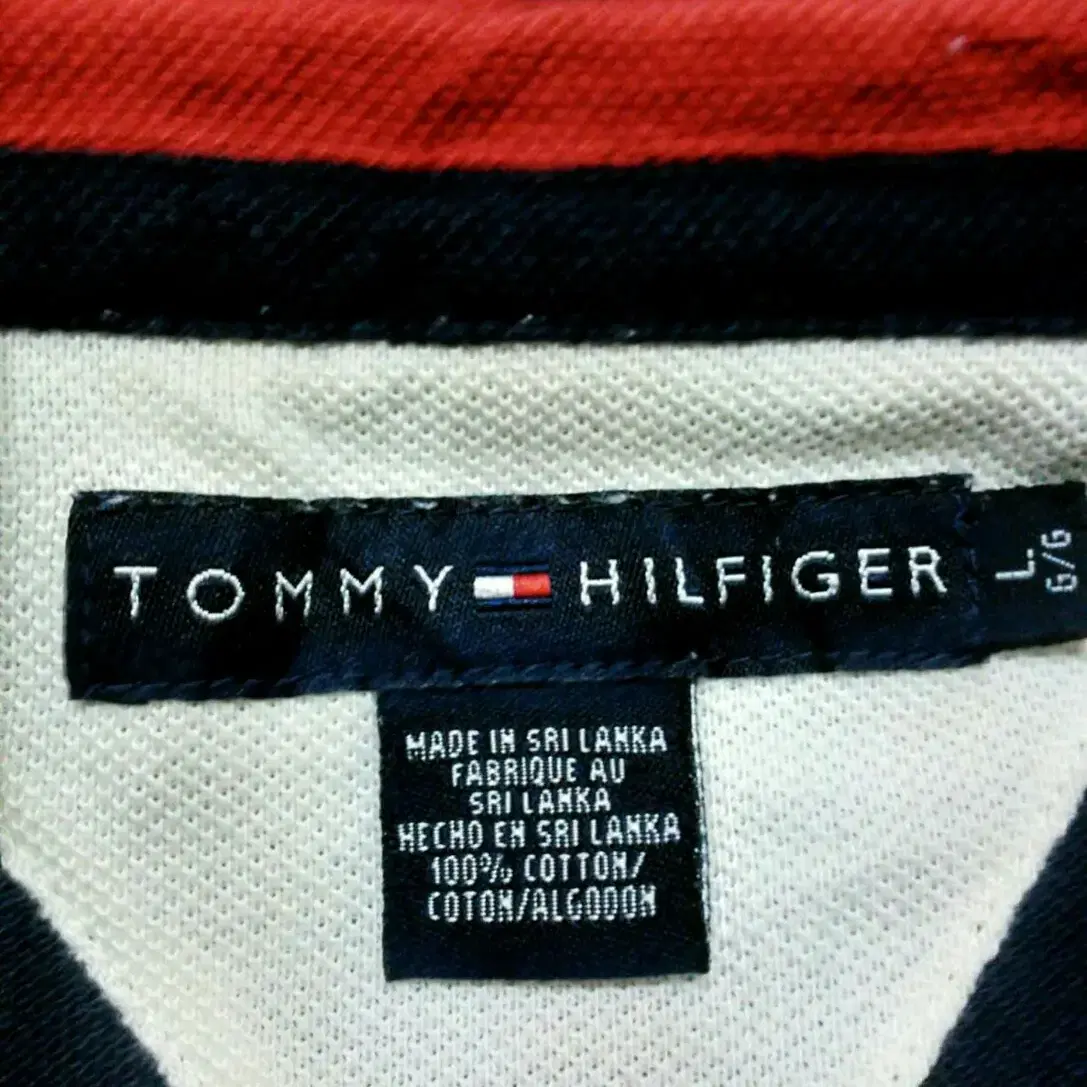 TOMMY HILFIGER
L
G/G
MADE IN SRI LANKA
FABRIQUE AU
SRI LANKA
HECHO EN SRI LANKA
100% COTTON/
COTON/ALGODON